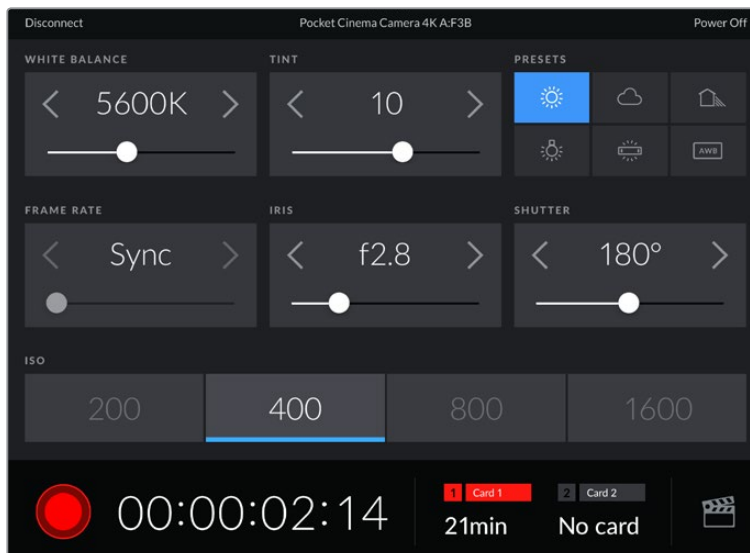 Disconnect Pocket Cinema Camera 4K A:F3B Power Off
WHITE BALANCE TINT PRESETS
5600K 10
AWB
FRAME RATE IRIS SHUTTER
Sync f2.8 180°
ISO
200 400 800 1600
00:00:02:14
1 Card 1 2 Card 2
21min No card